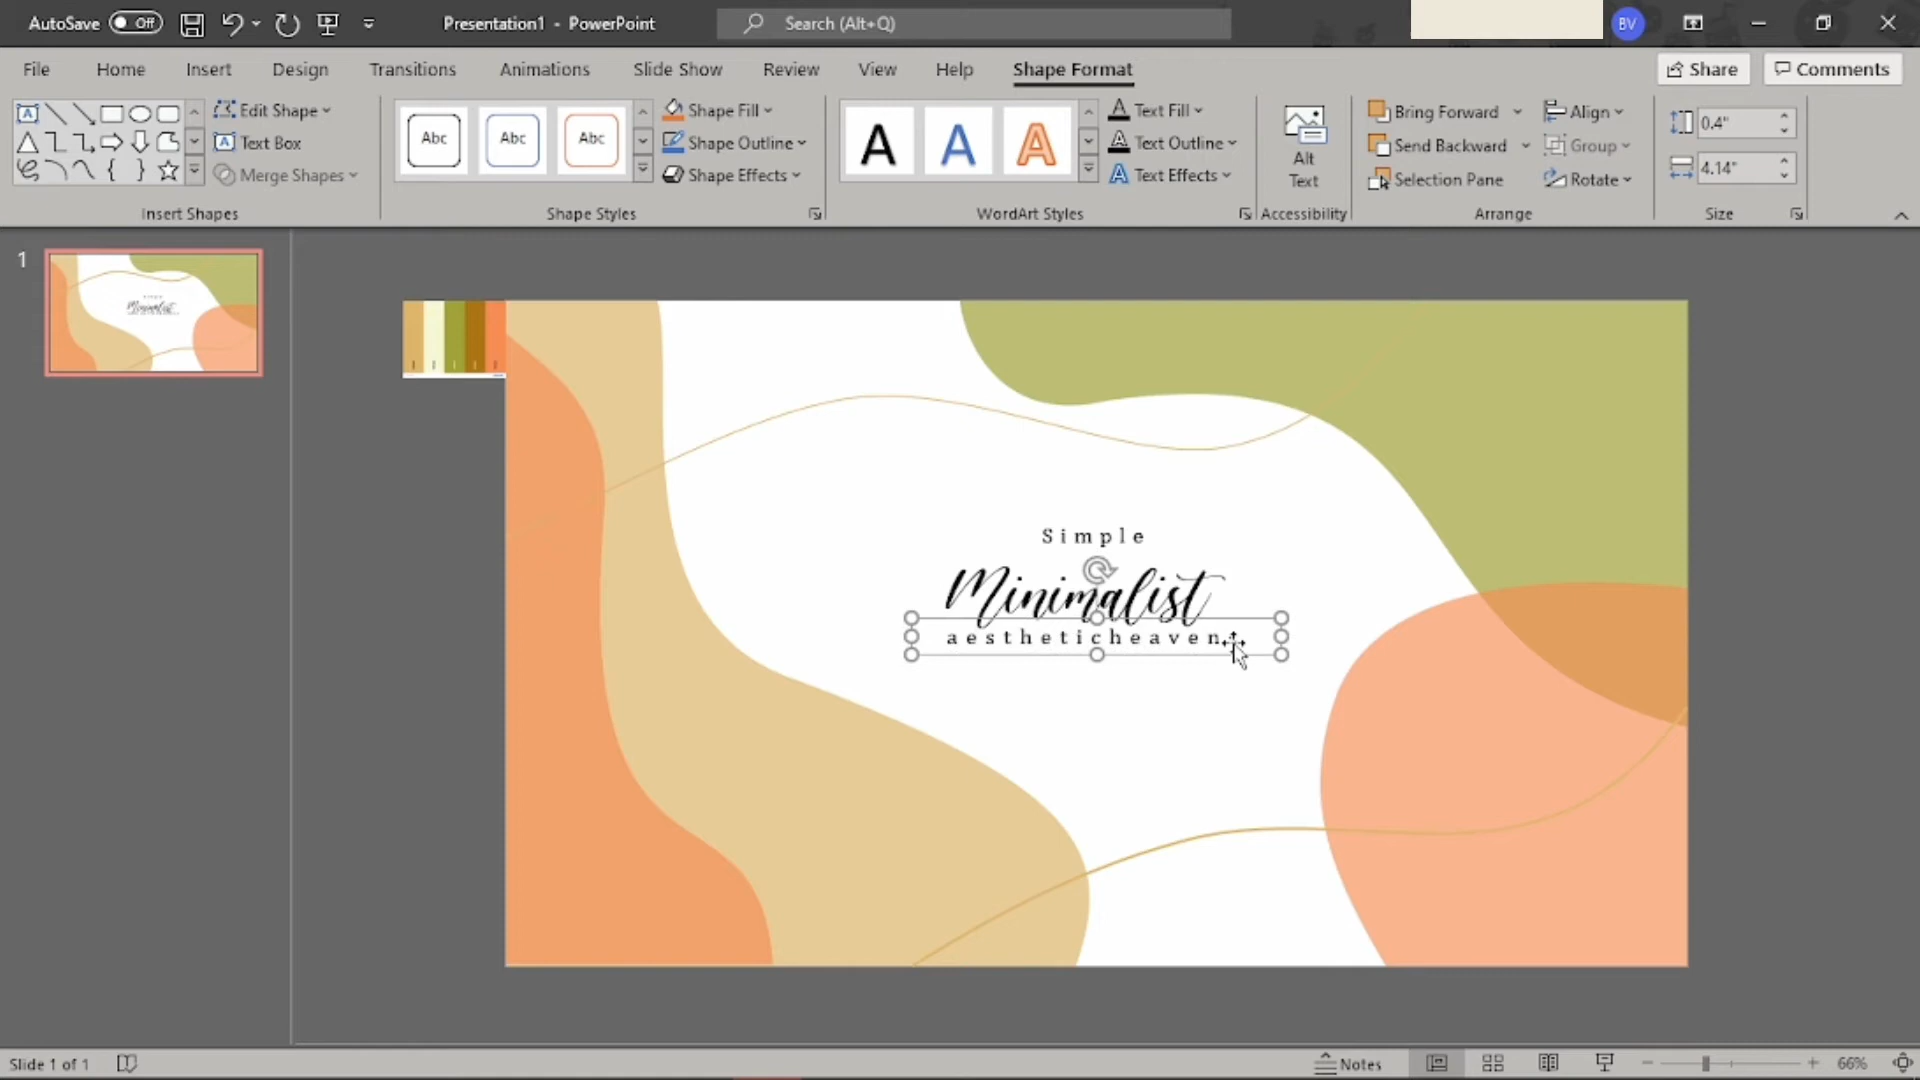 AutoSave Off Presentation1 - PowerPoint Search (Alt+Q) BV
File Home Insert Design Transitions Animations Slide Show Review View Help Shape Format Share Comments
Edit Shape Abc Abc Abc Shape Fill A A A Text Fill Bring Forward Align 0.4"
Text Box Shape Outline Text Outline Alt Text Send Backward Group
Merge Shapes Shape Effects Text Effects Selection Pane Rotate 4.14"
Insert Shapes Shape Styles WordArt Styles Accessibility Arrange Size
1
Simple
Minimalist
aestheticheaven
Slide 1 of 1 Notes 66%